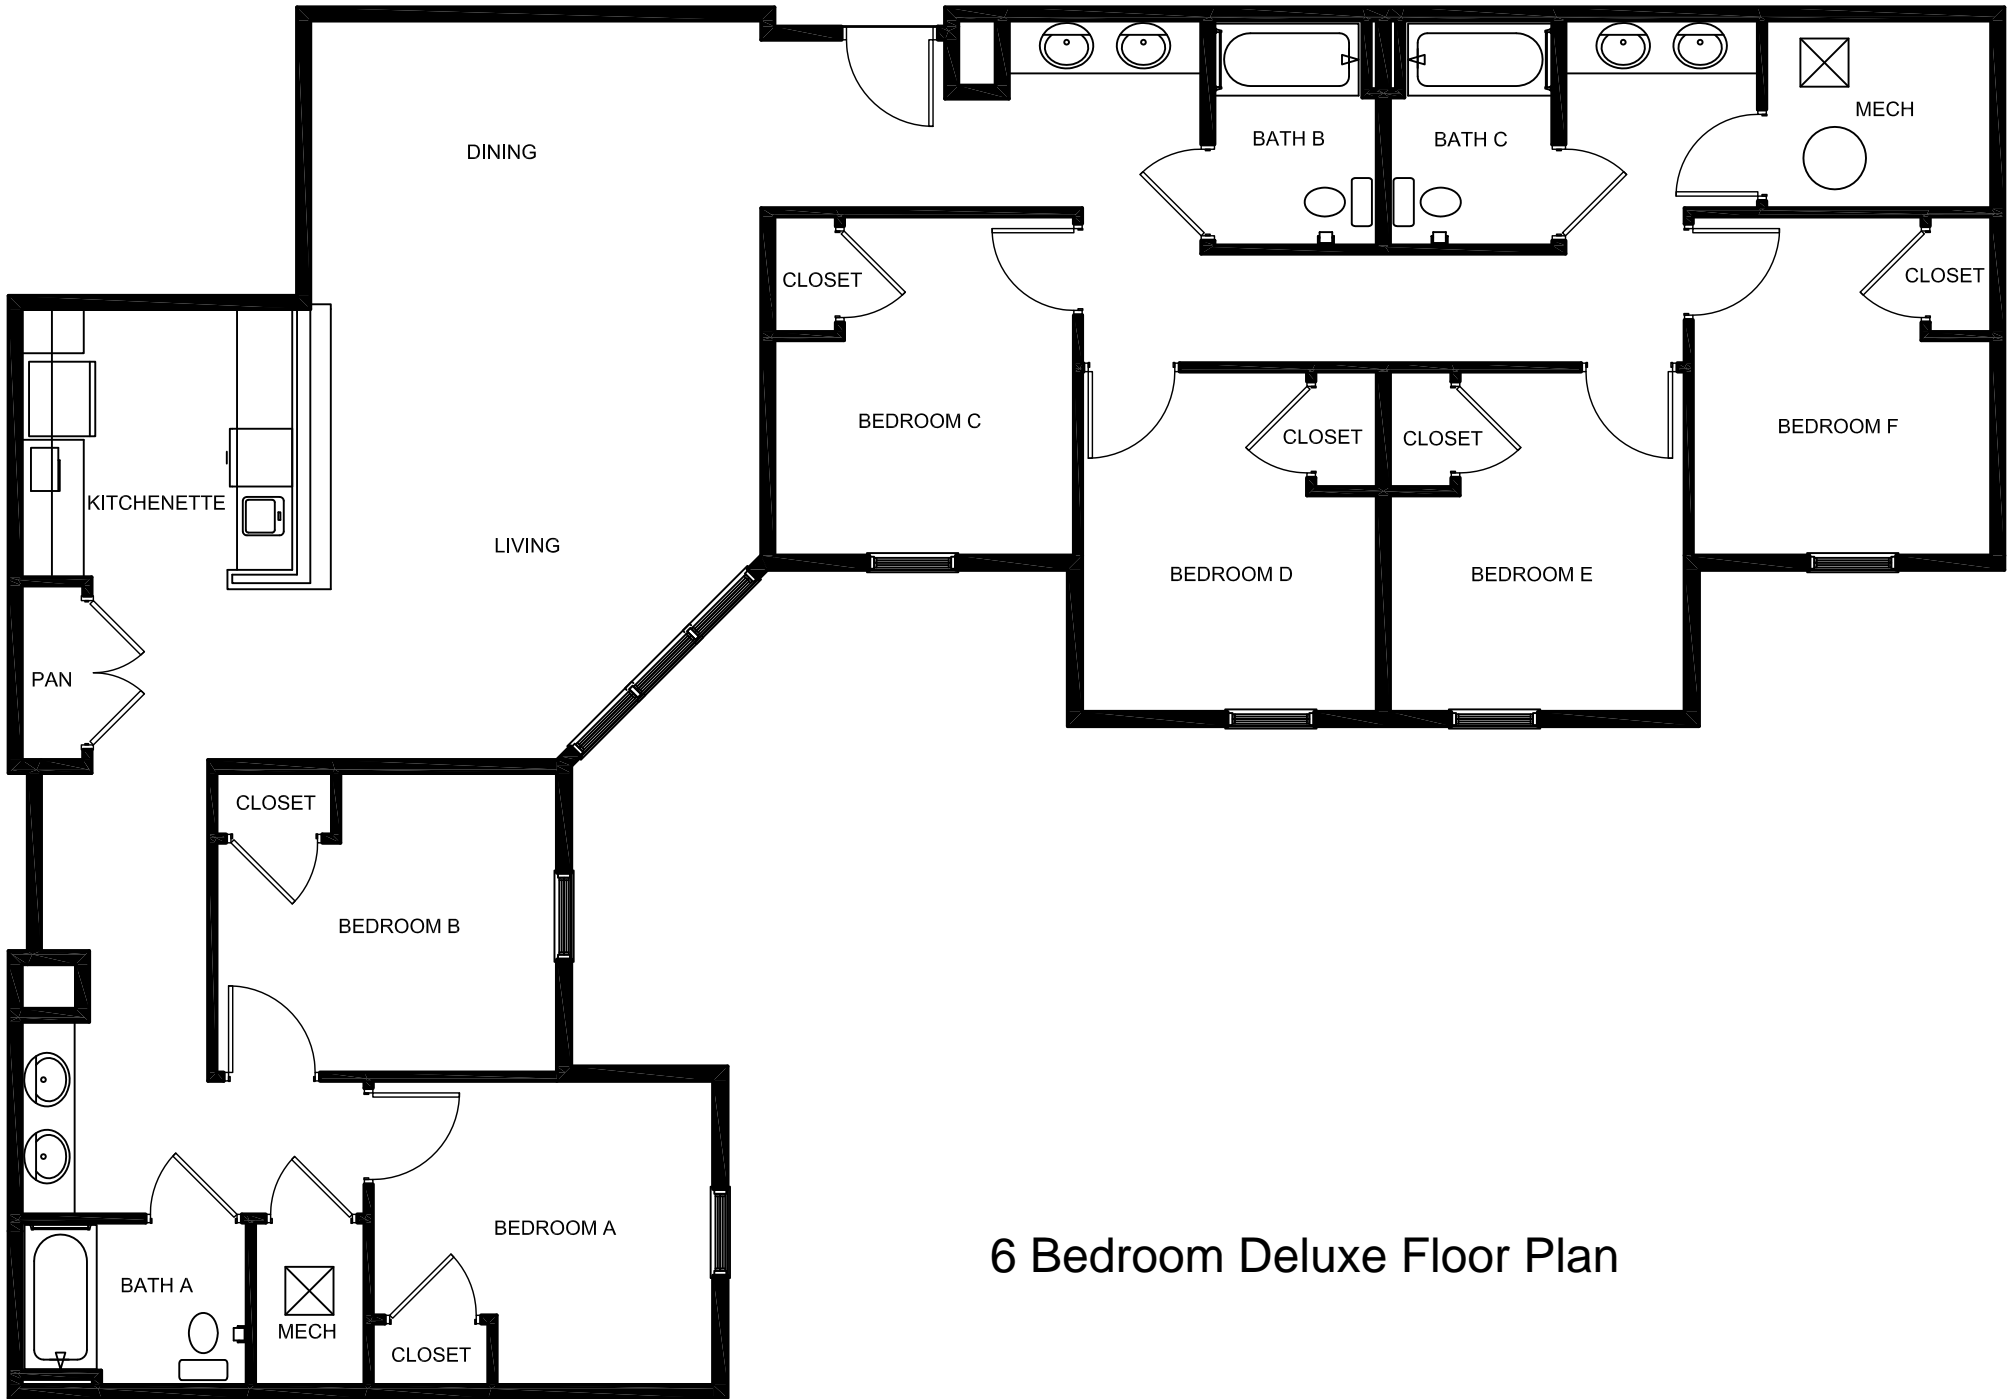 MECH
BATH B
BATH C
DINING
CLOSET
CLOSET
BEDROOM C
BEDROOM F
CLOSET
CLOSET
KITCHENETTE
LIVING
BEDROOM D
BEDROOM E
PAN
CLOSET
BEDROOM B
BEDROOM A
6 Bedroom Deluxe Floor Plan
BATH A
MECH
CLOSET